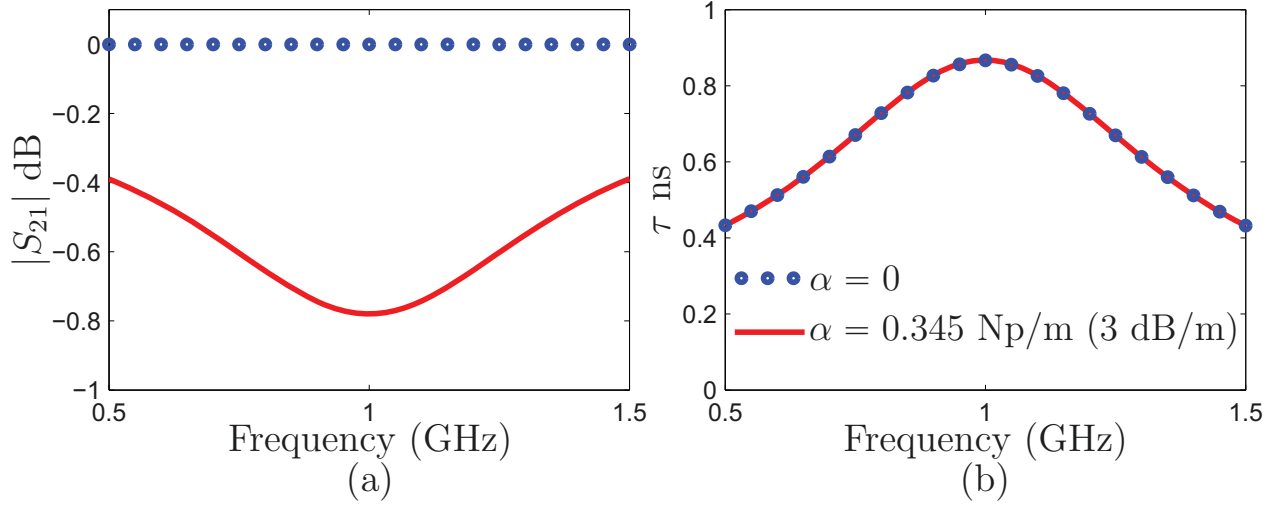 |S₂₁| dB
0
−0.2
−0.4
−0.6
−0.8
−1
0.5
1
1.5
Frequency (GHz)
(a)
τ ns
1
0.8
0.6
0.4
0.2
0
α = 0
α = 0.345 Np/m (3 dB/m)
0.5
1
1.5
Frequency (GHz)
(b)